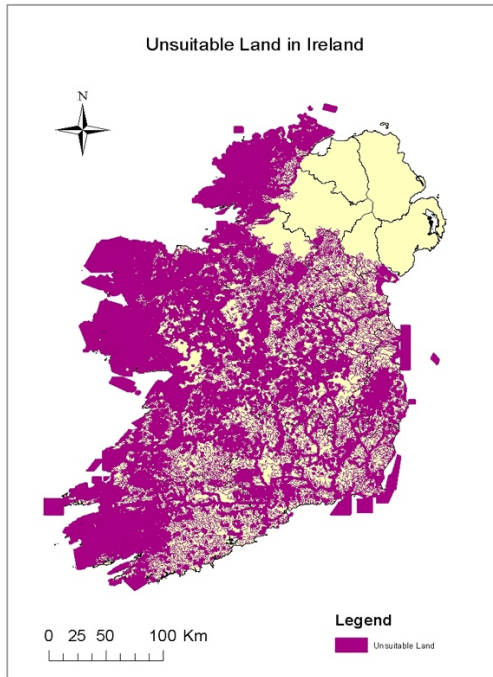 Unsuitable Land in Ireland
N
0 25 50 100 Km
Legend
Unsuitable Land